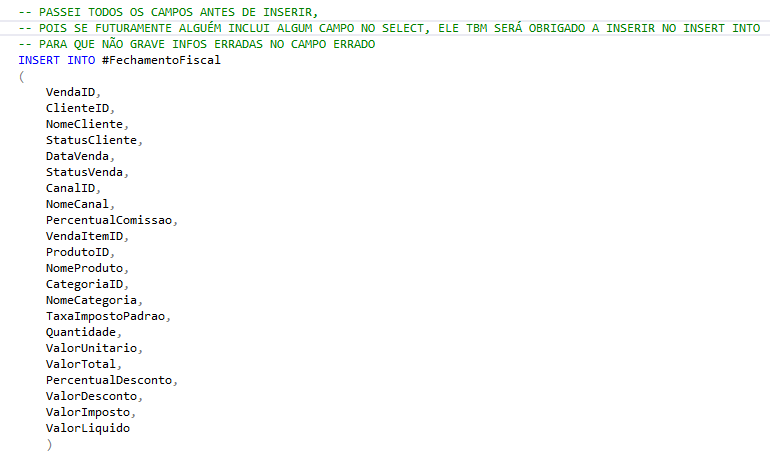 -- PASSEI TODOS OS CAMPOS ANTES DE INSERIR,
-- POIS SE FUTURAMENTE ALGUÉM INCLUI ALGUM CAMPO NO SELECT, ELE TBM SERÁ OBRIGADO A INSERIR NO INSERT INTO
-- PARA QUE NÃO GRAVE INFOS ERRADAS NO CAMPO ERRADO
INSERT INTO #FechamentoFiscal
(
VendaID,
ClienteID,
NomeCliente,
StatusCliente,
DataVenda,
StatusVenda,
CanalID,
NomeCanal,
PercentualComissao,
VendaItemID,
ProdutoID,
NomeProduto,
CategoriaID,
NomeCategoria,
TaxaImpostoPadrao,
Quantidade,
ValorUnitario,
ValorTotal,
PercentualDesconto,
ValorDesconto,
ValorImposto,
ValorLiquido
)